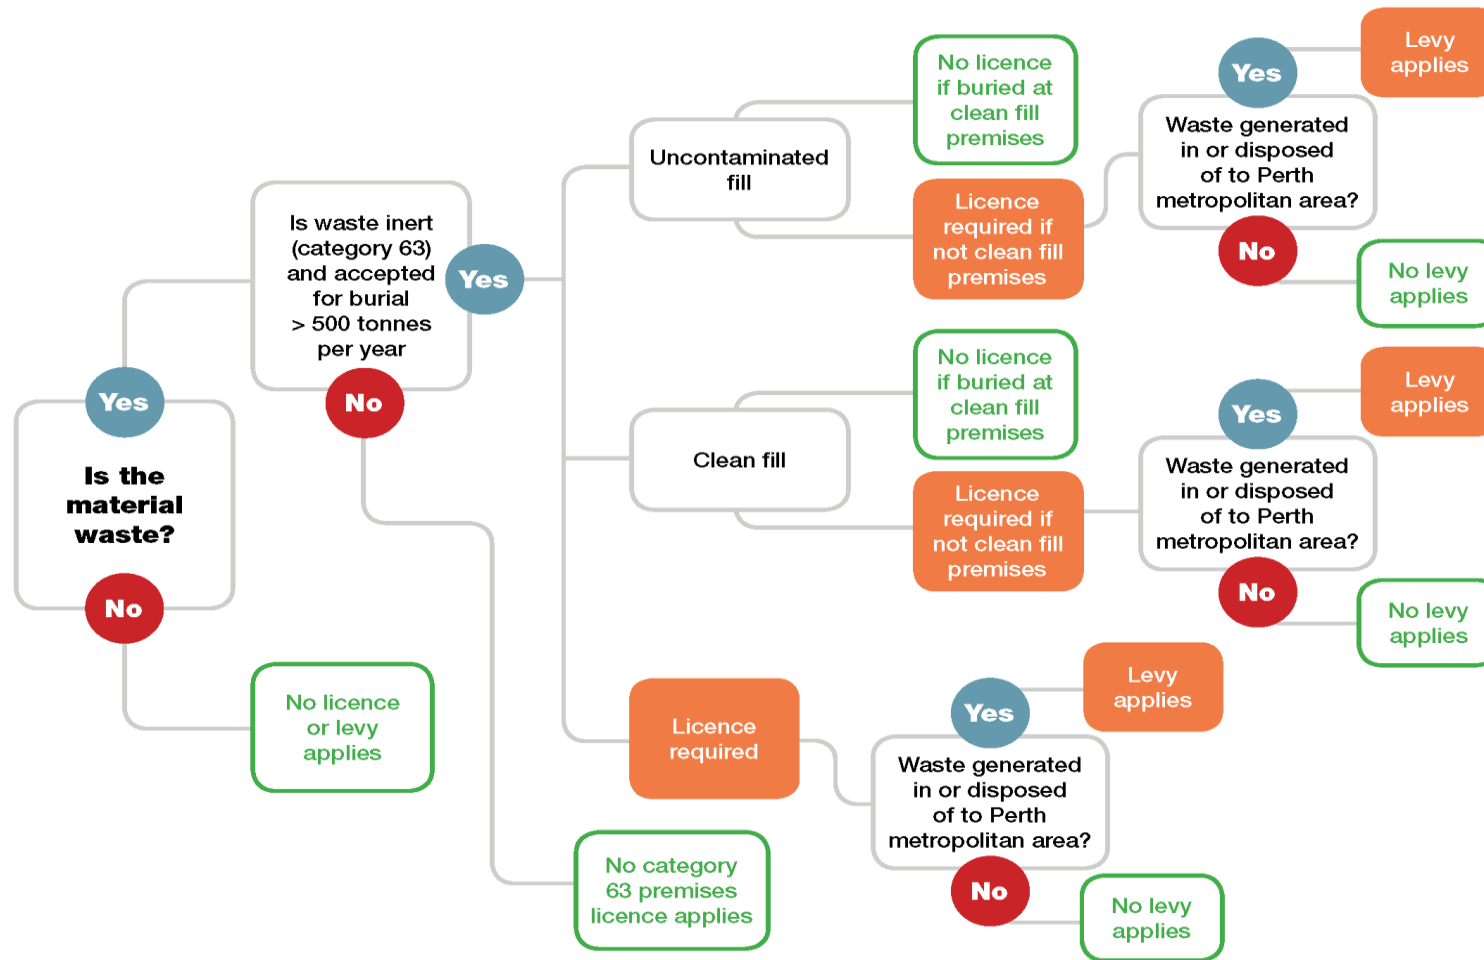 Is the
material
waste?
Yes
No
No licence
or levy
applies
Is waste inert
(category 63)
and accepted
for burial
> 500 tonnes
per year
Yes
No
No category
63 premises
licence applies
Uncontaminated
fill
No licence
if buried at
clean fill
premises
Licence
required if
not clean fill
premises
Waste generated
in or disposed
of to Perth
metropolitan area?
Yes
Levy
applies
No
No levy
applies
Clean fill
No licence
if buried at
clean fill
premises
Licence
required if
not clean fill
premises
Waste generated
in or disposed
of to Perth
metropolitan area?
Yes
Levy
applies
No
No levy
applies
Licence
required
Waste generated
in or disposed
of to Perth
metropolitan area?
Yes
Levy
applies
No
No levy
applies